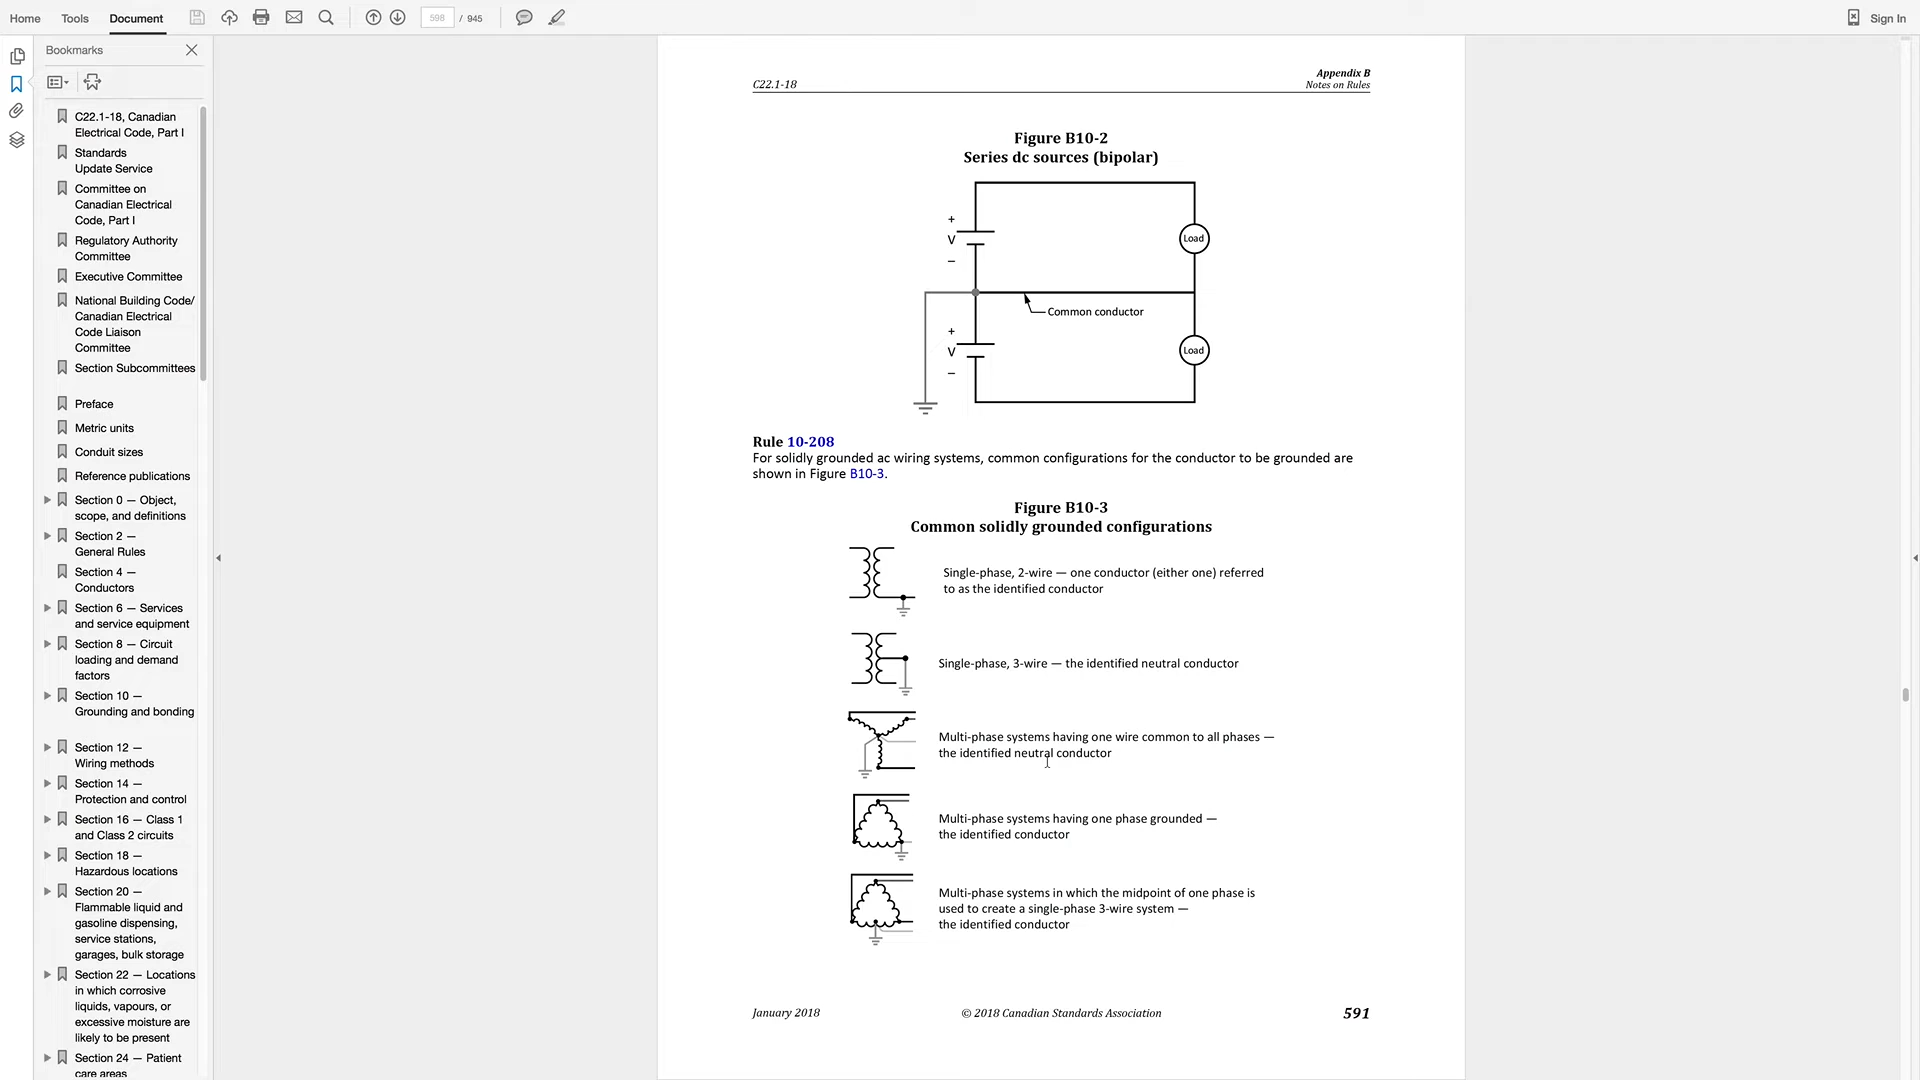 Home
Tools
Document
598
/ 945
Sign In
Bookmarks
C22.1-18, Canadian
Electrical Code, Part I
Standards
Update Service
Committee on
Canadian Electrical
Code, Part I
Regulatory Authority
Committee
Executive Committee
National Building Code/
Canadian Electrical
Code Liaison
Committee
Section Subcommittees
Preface
Metric units
Conduit sizes
Reference publications
Section 0 — Object,
scope, and definitions
Section 2 —
General Rules
Section 4 —
Conductors
Section 6 — Services
and service equipment
Section 8 — Circuit
loading and demand
factors
Section 10 —
Grounding and bonding
Section 12 —
Wiring methods
Section 14 —
Protection and control
Section 16 — Class 1
and Class 2 circuits
Section 18 —
Hazardous locations
Section 20 —
Flammable liquid and
gasoline dispensing,
service stations,
garages, bulk storage
Section 22 — Locations
in which corrosive
liquids, vapours, or
excessive moisture are
likely to be present
Section 24 — Patient
care areas
C22.1-18
Appendix B
Notes on Rules
Figure B10-2
Series dc sources (bipolar)
+
V
–
Load
Common conductor
+
V
–
Load
Rule 10-208
For solidly grounded ac wiring systems, common configurations for the conductor to be grounded are
shown in Figure B10-3.
Figure B10-3
Common solidly grounded configurations
Single-phase, 2-wire — one conductor (either one) referred
to as the identified conductor
Single-phase, 3-wire — the identified neutral conductor
Multi-phase systems having one wire common to all phases —
the identified neutral conductor
Multi-phase systems having one phase grounded —
the identified conductor
Multi-phase systems in which the midpoint of one phase is
used to create a single-phase 3-wire system —
the identified conductor
January 2018
© 2018 Canadian Standards Association
591